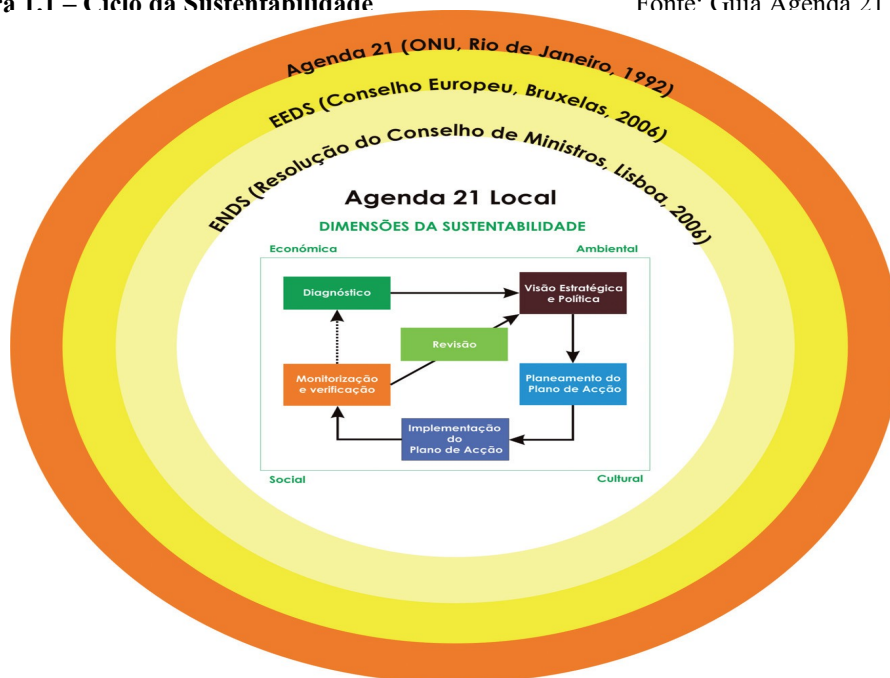 1.1 – Ciclo da Sustentabilidade Fonte: Guia Agenda 21
Agenda 21 (ONU, Rio de Janeiro, 1992)
EEDS (Conselho Europeu, Bruxelas, 2006)
ENDS (Resolução do Conselho de Ministros, Lisboa, 2006)
Agenda 21 Local
DIMENSÕES DA SUSTENTABILIDADE
Económica
Ambiental
Diagnóstico
Visão Estratégica
e Política
Revisão
Monitorização
e verificação
Planeamento do
Plano de Acção
Implementação
do
Plano de Acção
Social
Cultural